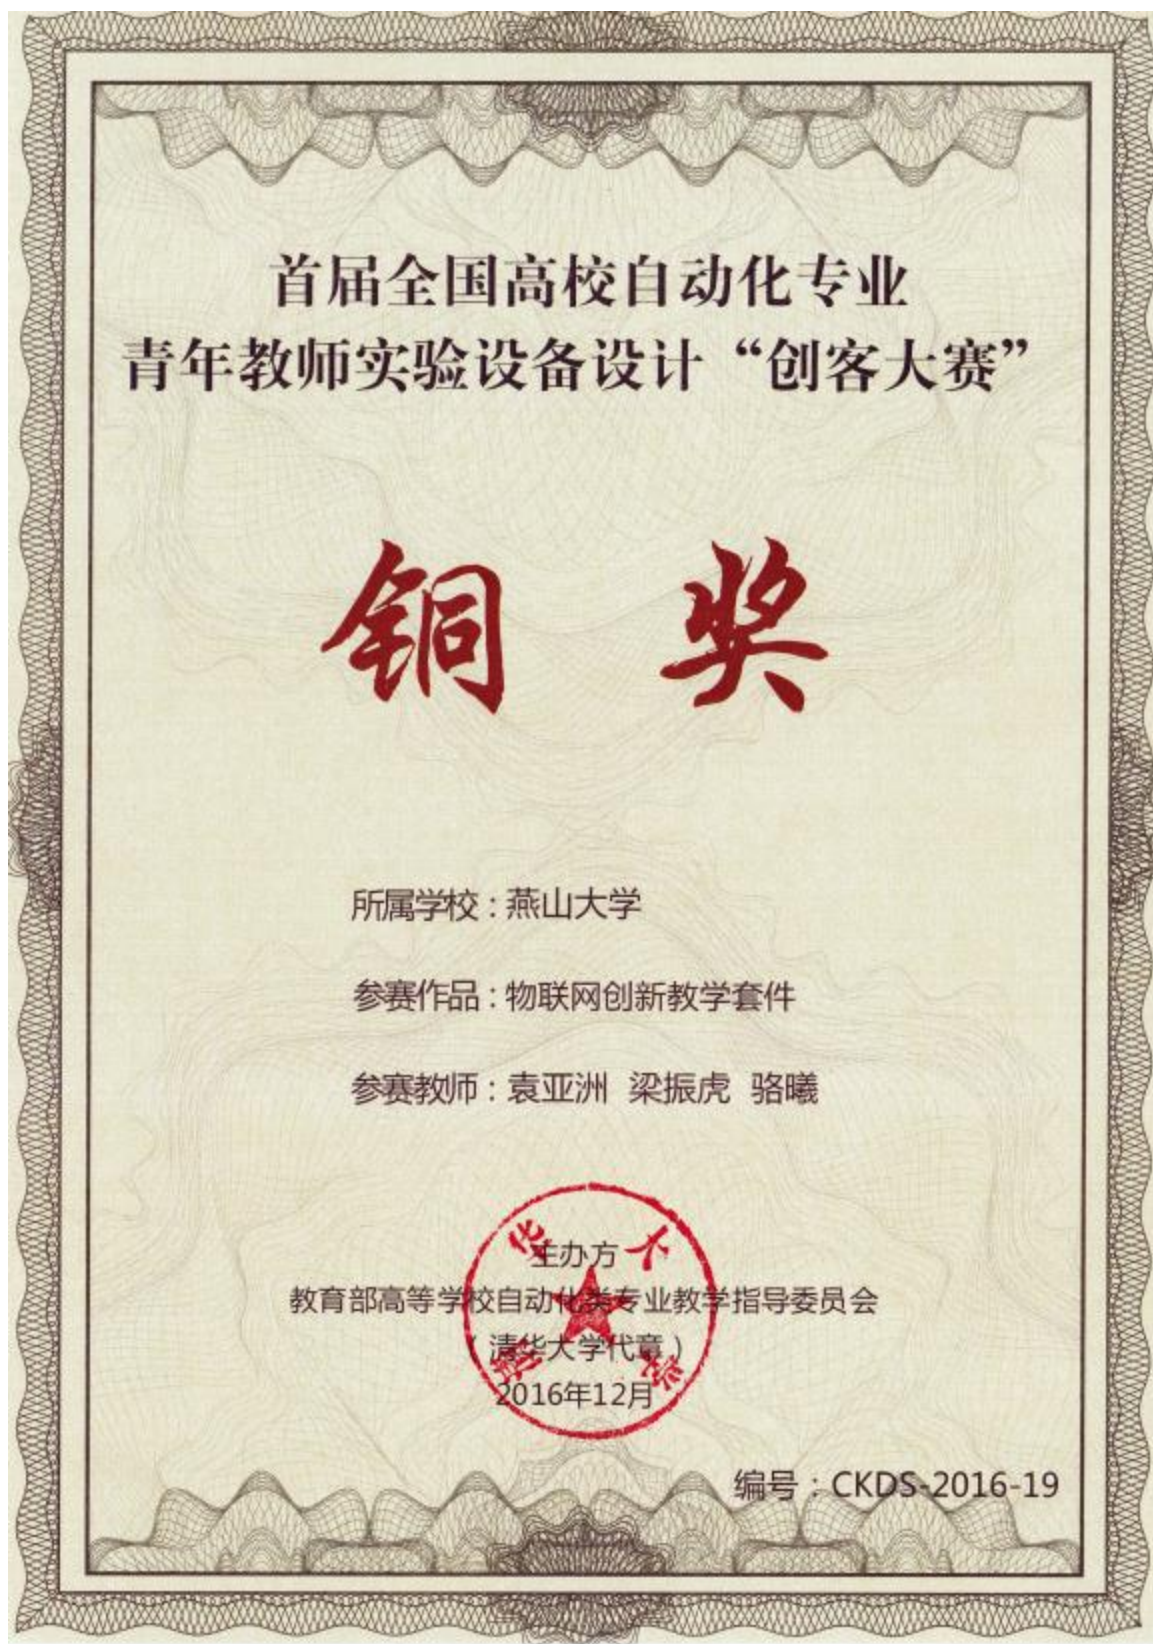 首届全国高校自动化专业
青年教师实验设备设计“创客大赛”
铜 奖
所属学校：燕山大学
参赛作品：物联网创新教学套件
参赛教师：袁亚洲 梁振虎 骆曦
主办方
教育部高等学校自动化类专业教学指导委员会
（清华大学代章）
2016年12月
清华大学
编号：CKDS-2016-19